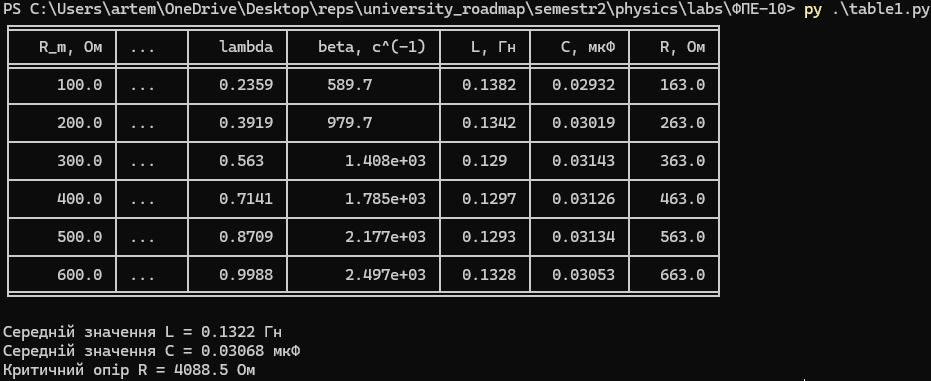 PS C:\Users\artem\OneDrive\Desktop\reps\university_roadmap\semestr2\physics\labs\ФПЕ-10> py .\table1.py
R_m, Ом ... lambda beta, c^(-1) L, Гн C, мкФ R, Ом
100.0 ... 0.2359 589.7 0.1382 0.02932 163.0
200.0 ... 0.3919 979.7 0.1342 0.03019 263.0
300.0 ... 0.563 1.408e+03 0.129 0.03143 363.0
400.0 ... 0.7141 1.785e+03 0.1297 0.03126 463.0
500.0 ... 0.8709 2.177e+03 0.1293 0.03134 563.0
600.0 ... 0.9988 2.497e+03 0.1328 0.03053 663.0
Середній значення L = 0.1322 Гн
Середній значення C = 0.03068 мкФ
Критичний опір R = 4088.5 Ом